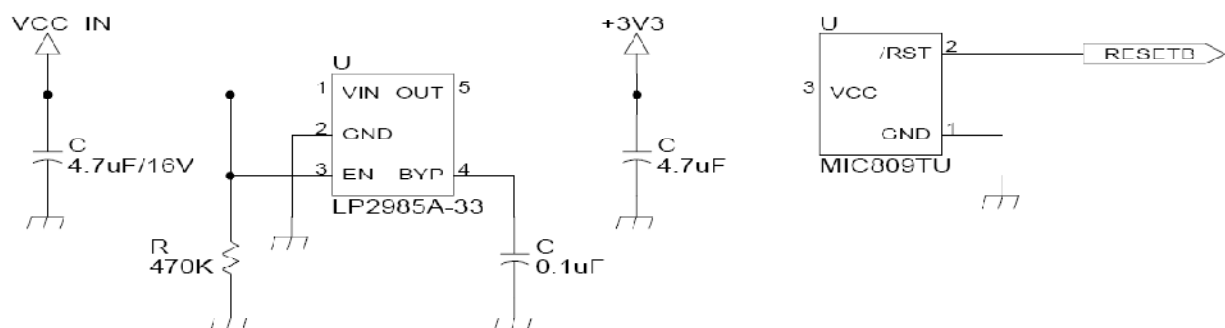 VCC IN
+3V3
U
U
/RST 2
RESETB
1 VIN OUT 5
3 VCC
2 GND
GND 1
C
4.7uF/16V
3 EN BYP 4
C
4.7uF
MIC809TU
LP2985A-33
R
470K
C
0.1uF